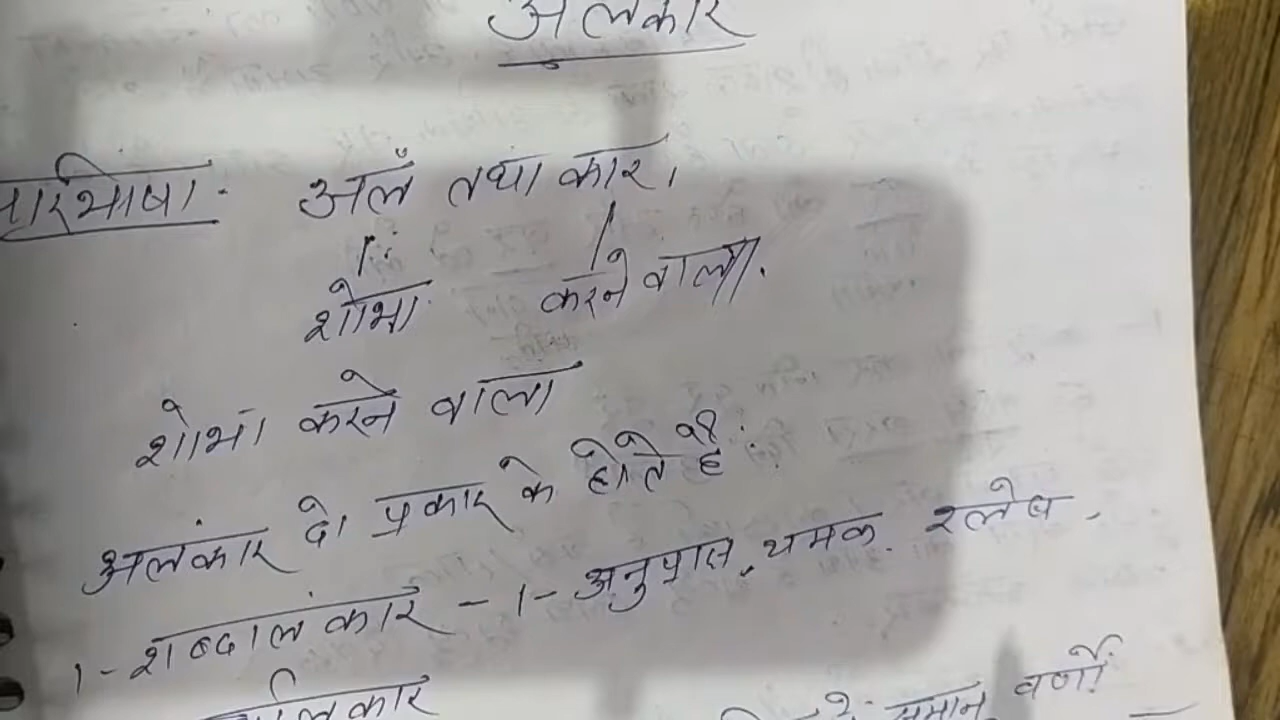 अलंकार
परिभाषा- अलं तथा कार।
शोभा करने वाला.
शोभा करने वाला
अलंकार दो प्रकार के होते है:
1- शब्दालंकार - 1- अनुप्रास, यमक. श्लेष.
समान वर्णों